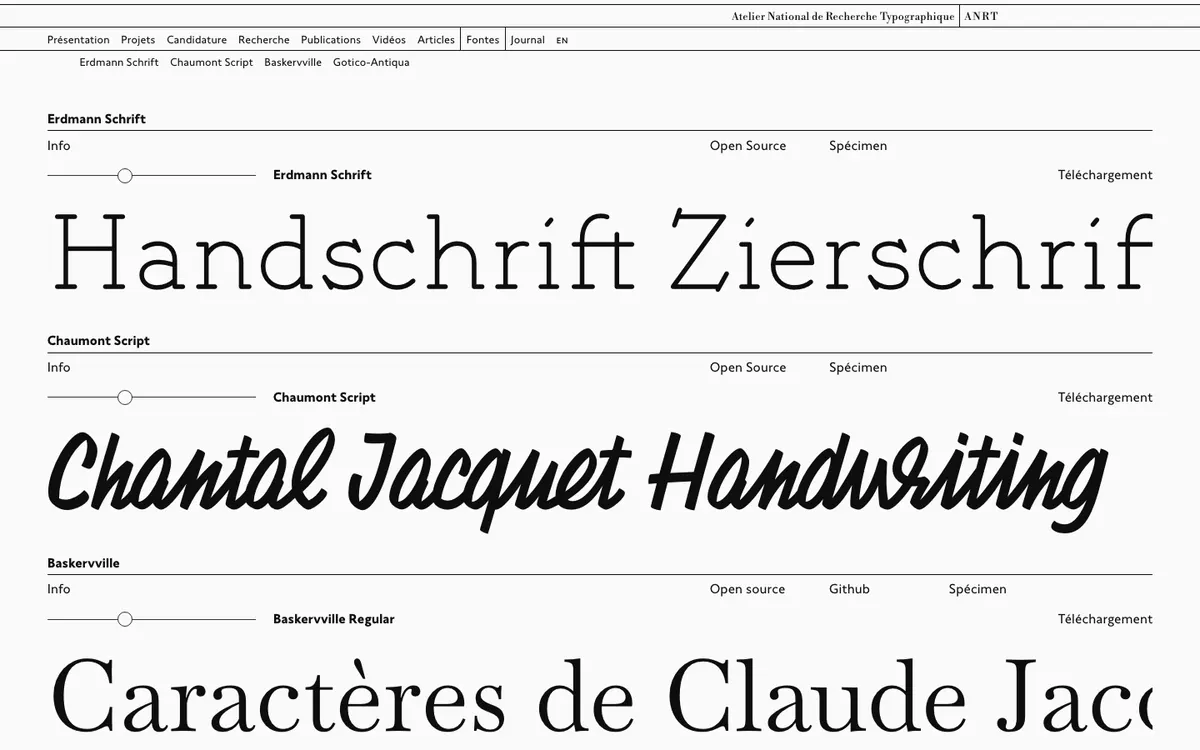 Atelier National de Recherche Typographique ANRT
Présentation Projets Candidature Recherche Publications Vidéos Articles Fontes Journal EN
Erdmann Schrift Chaumont Script Baskervville Gotico-Antiqua
Erdmann Schrift
Info Open Source Spécimen
Erdmann Schrift Téléchargement
Handschrift Zierschrif
Chaumont Script
Info Open Source Spécimen
Chaumont Script Téléchargement
Chantal Jacquet Handwriting
Baskervville
Info Open source Github Spécimen
Baskervville Regular Téléchargement
Caractères de Claude Jac